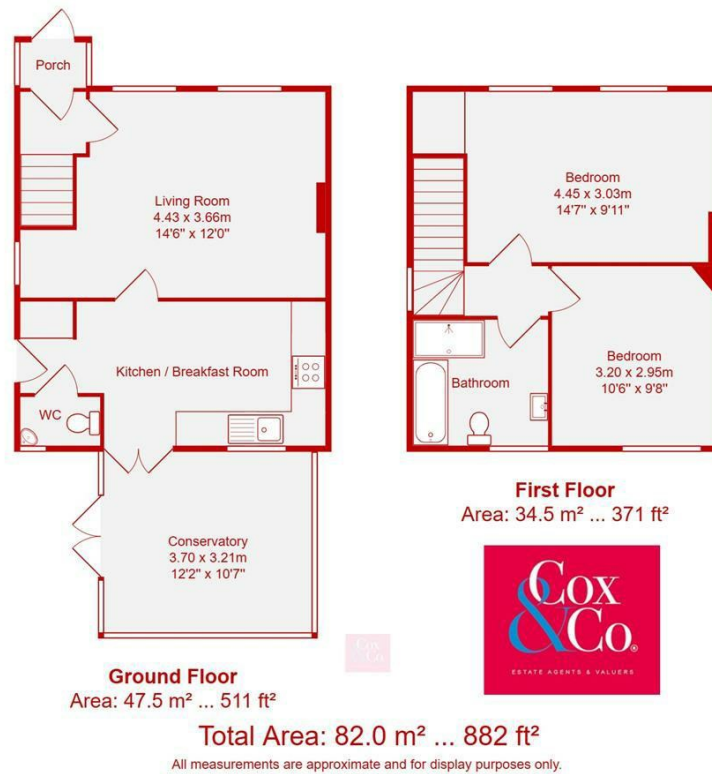 Porch
Living Room
4.43 x 3.66m
14'6" x 12'0"
Kitchen / Breakfast Room
WC
Conservatory
3.70 x 3.21m
12'2" x 10'7"
Ground Floor
Area: 47.5 m² ... 511 ft²
Bedroom
4.45 x 3.03m
14'7" x 9'11"
Bedroom
3.20 x 2.95m
10'6" x 9'8"
Bathroom
First Floor
Area: 34.5 m² ... 371 ft²
Cox
&Co.®
ESTATE AGENTS & VALUERS
Cox
&Co
Total Area: 82.0 m² ... 882 ft²
All measurements are approximate and for display purposes only.